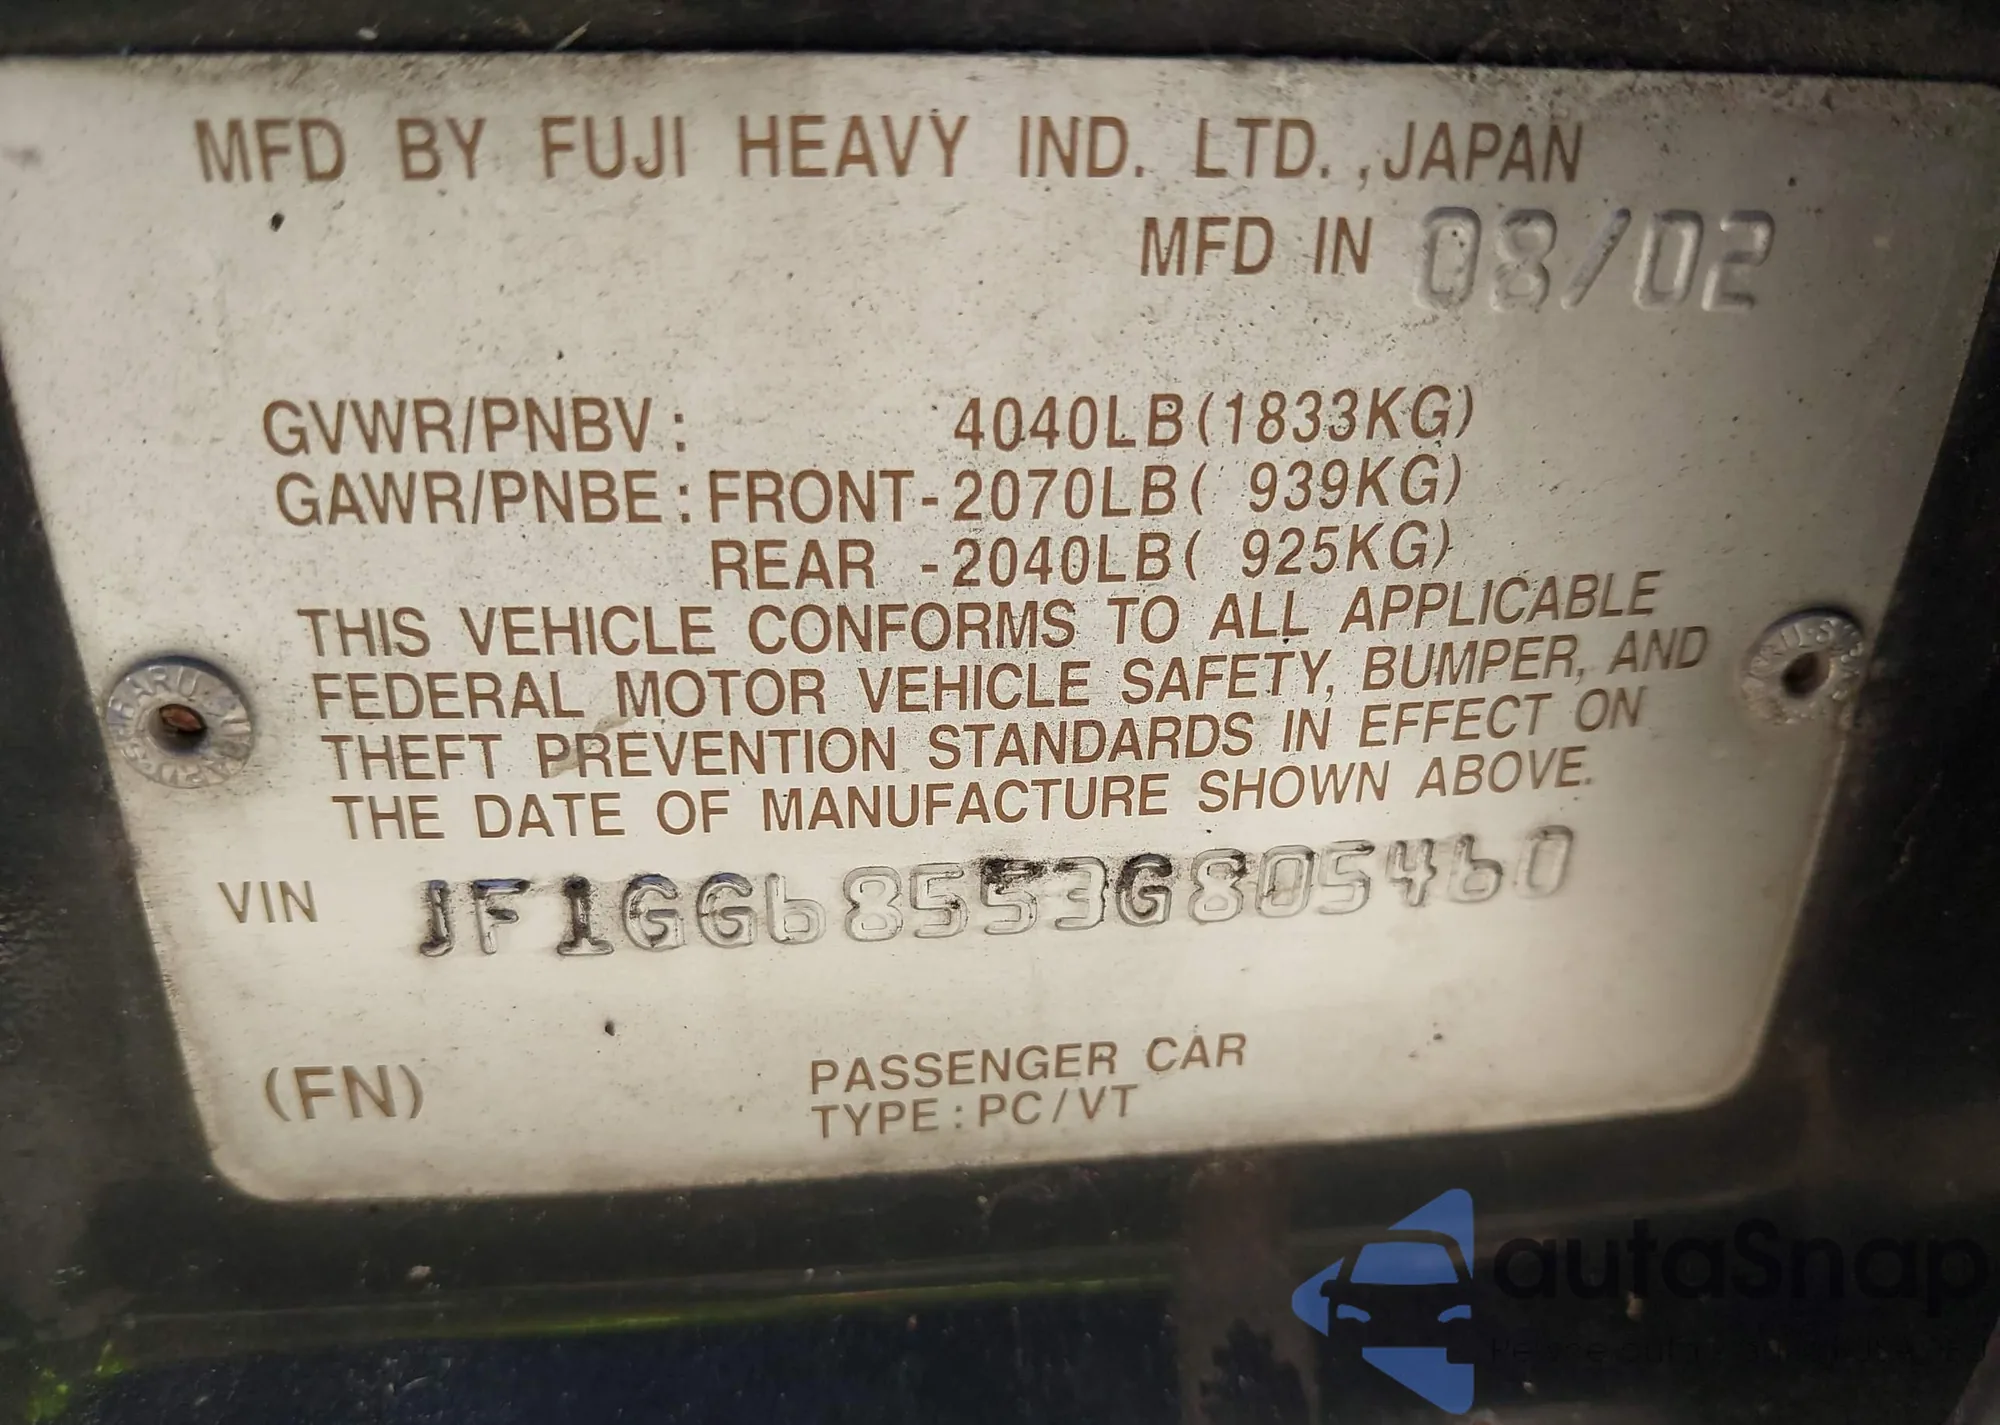 MFD BY FUJI HEAVY IND. LTD. ,JAPAN
MFD IN 08/02
GVWR/PNBV : 4040LB(1833KG)
GAWR/PNBE : FRONT-2070LB( 939KG)
REAR -2040LB( 925KG)
THIS VEHICLE CONFORMS TO ALL APPLICABLE
FEDERAL MOTOR VEHICLE SAFETY, BUMPER, AND
THEFT PREVENTION STANDARDS IN EFFECT ON
THE DATE OF MANUFACTURE SHOWN ABOVE.
VIN JF1GG68553G805460
(FN) PASSENGER CAR
TYPE : PC/VT
autaSnap